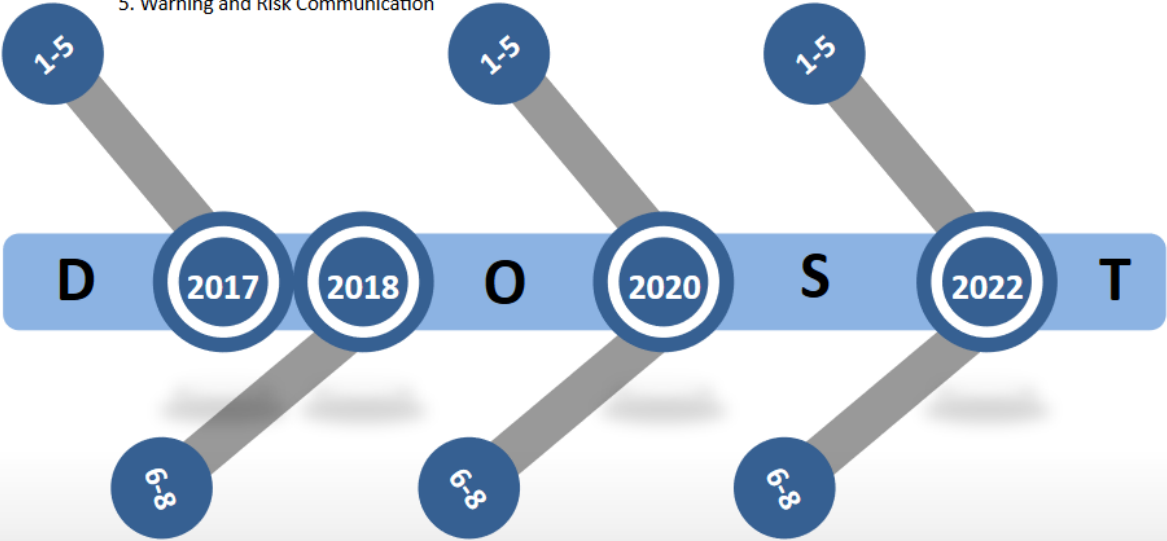 5. Warning and Risk Communication
1-5
1-5
1-5
D
2017
2018
O
2020
S
2022
T
6-8
6-8
6-8